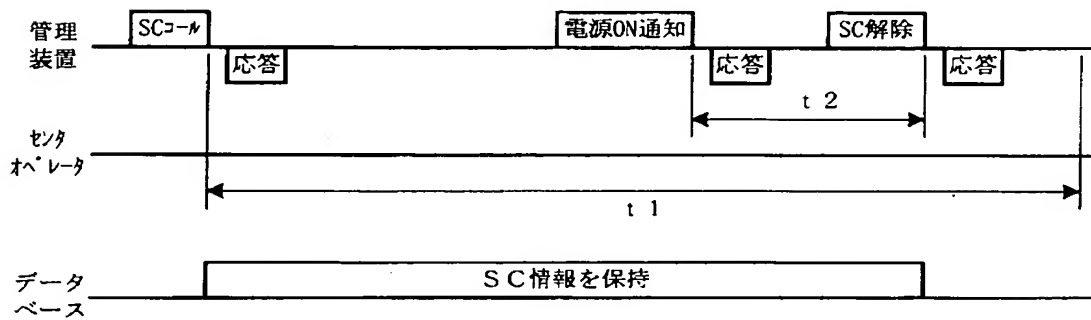 管理
装置
SCコール
電源ON通知
SC解除
応答
応答
応答
t 2
センタ
オペレータ
t 1
データ
ベース
SC情報を保持